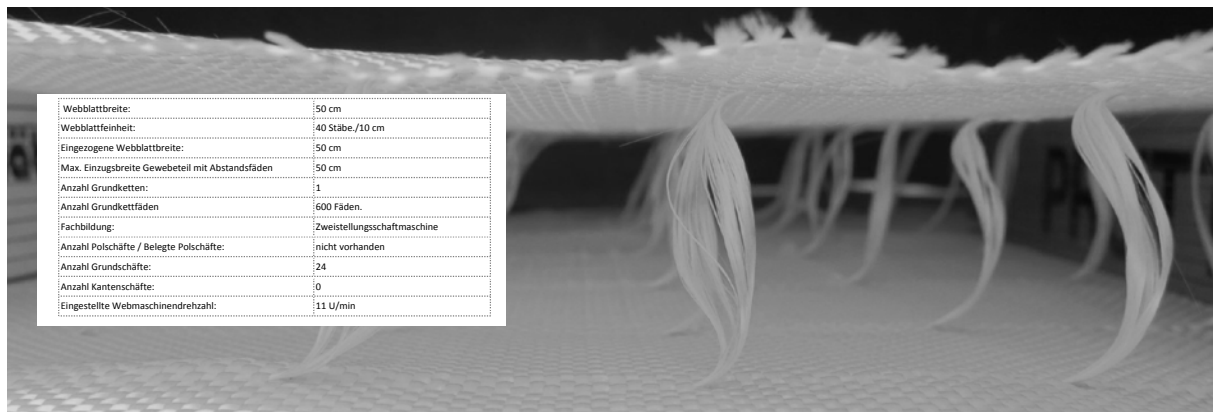 Webblattbreite: 50 cm
Webblattfeinheit: 40 Stäbe./10 cm
Eingezogene Webblattbreite: 50 cm
Max. Einzugsbreite Gewebeteil mit Abstandsfäden 50 cm
Anzahl Grundketten: 1
Anzahl Grundkettfäden 600 Fäden.
Fachbildung: Zweistellungsschaftmaschine
Anzahl Polschäfte / Belegte Polschäfte: nicht vorhanden
Anzahl Grundschäfte: 24
Anzahl Kantenschäfte: 0
Eingestellte Webmaschinendrehzahl: 11 U/min